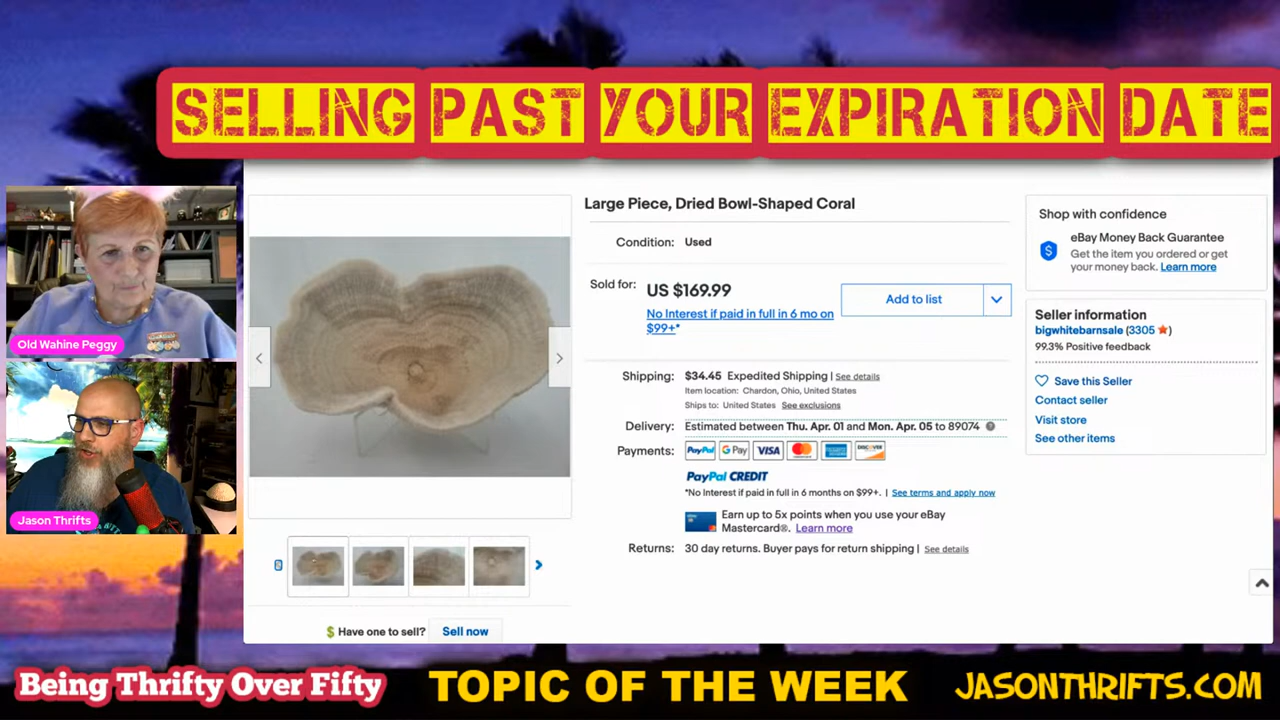 SELLING PAST YOUR EXPIRATION DATE
Large Piece, Dried Bowl-Shaped Coral
Condition: Used
Sold for: US $169.99
No Interest if paid in full in 6 mo on
$99+*
Add to list
Shipping: $34.45 Expedited Shipping | See details
Item location: Chardon, Ohio, United States
Ships to: United States See exclusions
Delivery: Estimated between Thu. Apr. 01 and Mon. Apr. 05 to 89074
Payments: PayPal G Pay VISA
PayPal CREDIT
*No Interest if paid in full in 6 months on $99+. | See terms and apply now
Earn up to 5x points when you use your eBay
Mastercard®. Learn more
Returns: 30 day returns. Buyer pays for return shipping | See details
Shop with confidence
eBay Money Back Guarantee
Get the item you ordered or get
your money back. Learn more
Seller information
bigwhitebarnsale (3305)
99.3% Positive feedback
Save this Seller
Contact seller
Visit store
See other items
Have one to sell? Sell now
Old Wahine Peggy
Jason Thrifts
Being Thrifty Over Fifty
TOPIC OF THE WEEK
JASONTHRIFTS.COM